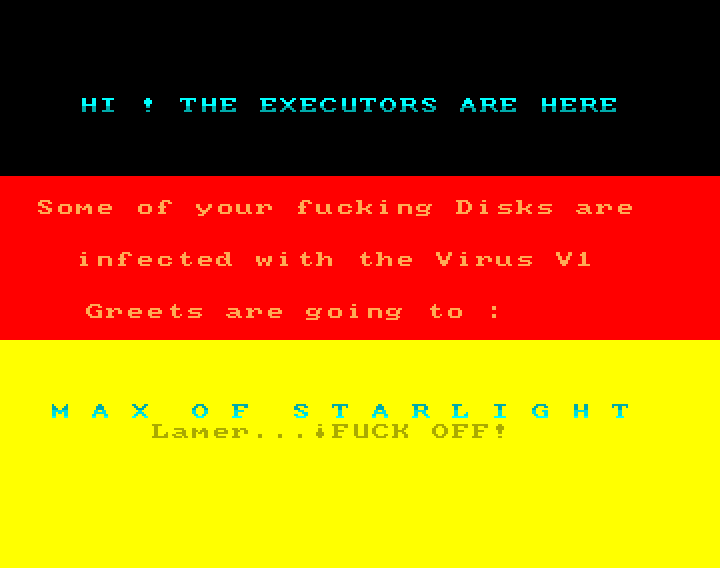 HI ! THE EXECUTORS ARE HERE
Some of your fucking Disks are
infected with the Virus V1
Greets are going to :
M A X O F S T A R L I G H T
Lamer...¡FUCK OFF!